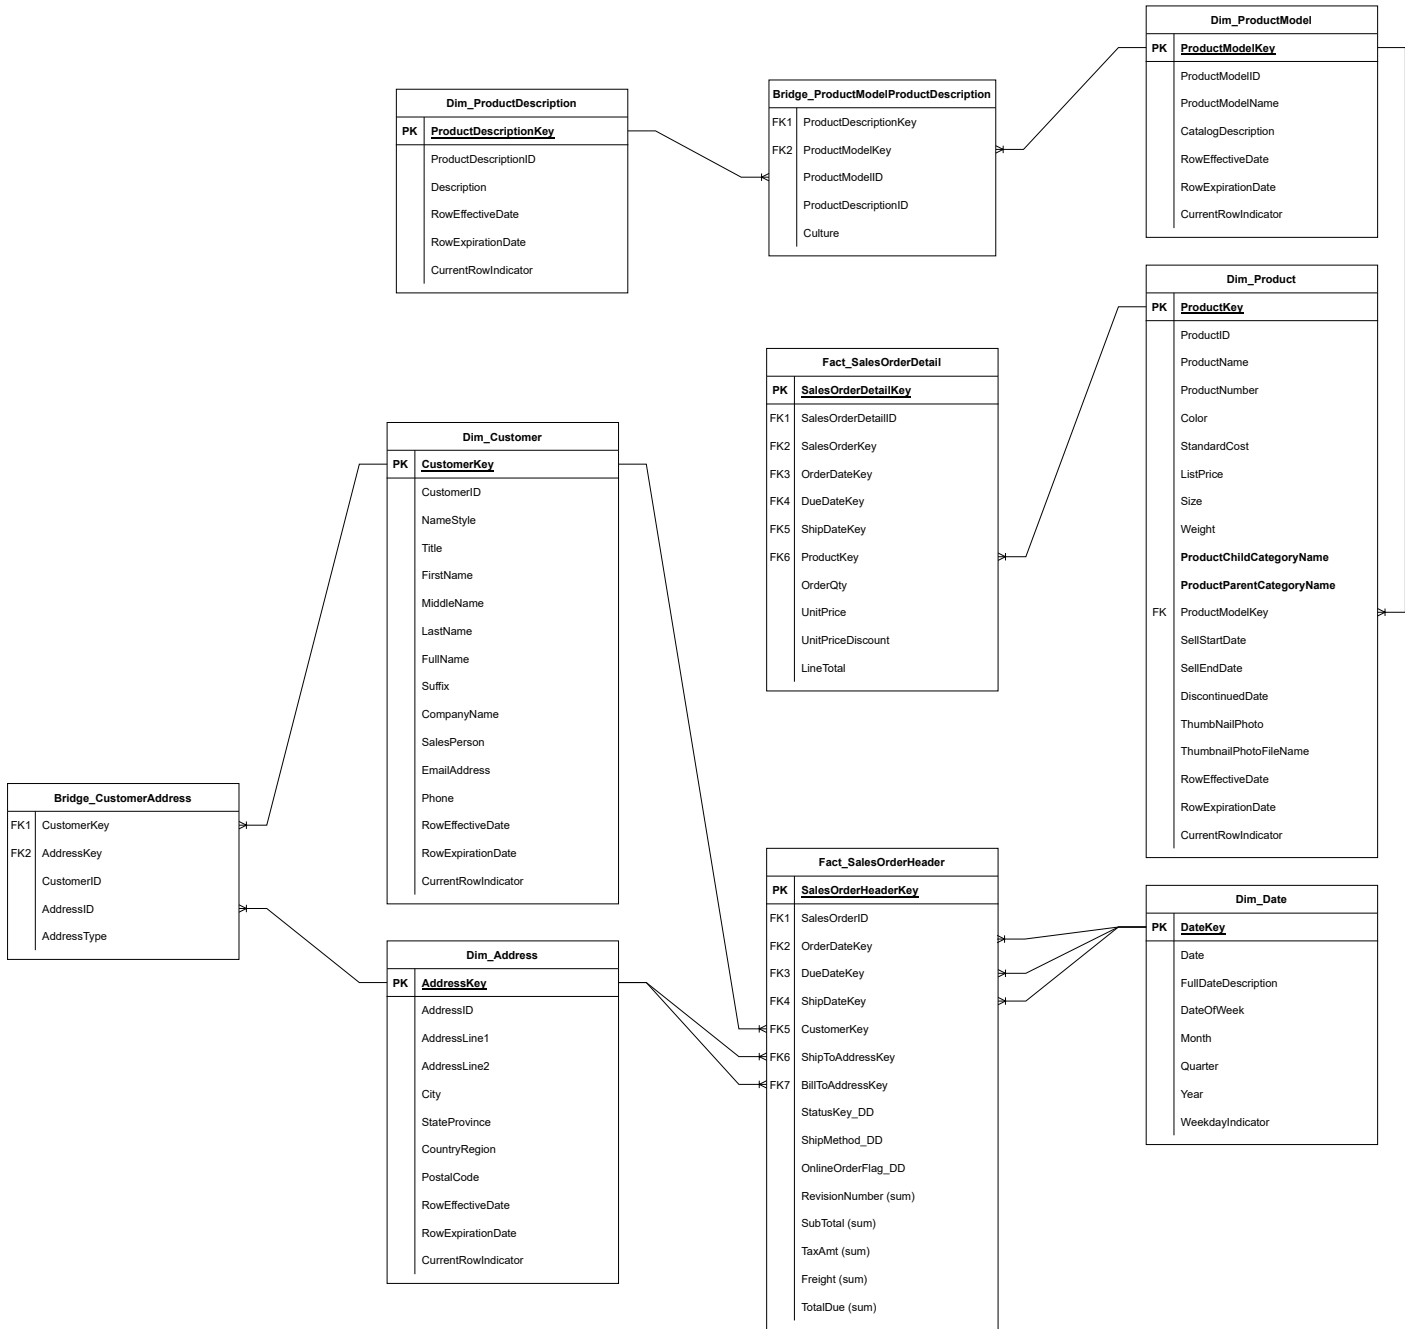 Dim_ProductModel
PK ProductModelKey
ProductModelID
ProductModelName
CatalogDescription
RowEffectiveDate
RowExpirationDate
CurrentRowIndicator
Bridge_ProductModelProductDescription
FK1 ProductDescriptionKey
FK2 ProductModelKey
ProductModelID
ProductDescriptionID
Culture
Dim_ProductDescription
PK ProductDescriptionKey
ProductDescriptionID
Description
RowEffectiveDate
RowExpirationDate
CurrentRowIndicator
Dim_Product
PK ProductKey
ProductID
ProductName
ProductNumber
Color
StandardCost
ListPrice
Size
Weight
ProductChildCategoryName
ProductParentCategoryName
FK ProductModelKey
SellStartDate
SellEndDate
DiscontinuedDate
ThumbNailPhoto
ThumbnailPhotoFileName
RowEffectiveDate
RowExpirationDate
CurrentRowIndicator
Fact_SalesOrderDetail
PK SalesOrderDetailKey
FK1 SalesOrderDetailID
FK2 SalesOrderKey
FK3 OrderDateKey
FK4 DueDateKey
FK5 ShipDateKey
FK6 ProductKey
OrderQty
UnitPrice
UnitPriceDiscount
LineTotal
Dim_Customer
PK CustomerKey
CustomerID
NameStyle
Title
FirstName
MiddleName
LastName
FullName
Suffix
CompanyName
SalesPerson
EmailAddress
Phone
RowEffectiveDate
RowExpirationDate
CurrentRowIndicator
Bridge_CustomerAddress
FK1 CustomerKey
FK2 AddressKey
CustomerID
AddressID
AddressType
Dim_Address
PK AddressKey
AddressID
AddressLine1
AddressLine2
City
StateProvince
CountryRegion
PostalCode
RowEffectiveDate
RowExpirationDate
CurrentRowIndicator
Fact_SalesOrderHeader
PK SalesOrderHeaderKey
FK1 SalesOrderID
FK2 OrderDateKey
FK3 DueDateKey
FK4 ShipDateKey
FK5 CustomerKey
FK6 ShipToAddressKey
FK7 BillToAddressKey
StatusKey_DD
ShipMethod_DD
OnlineOrderFlag_DD
RevisionNumber (sum)
SubTotal (sum)
TaxAmt (sum)
Freight (sum)
TotalDue (sum)
Dim_Date
PK DateKey
Date
FullDateDescription
DateOfWeek
Month
Quarter
Year
WeekdayIndicator